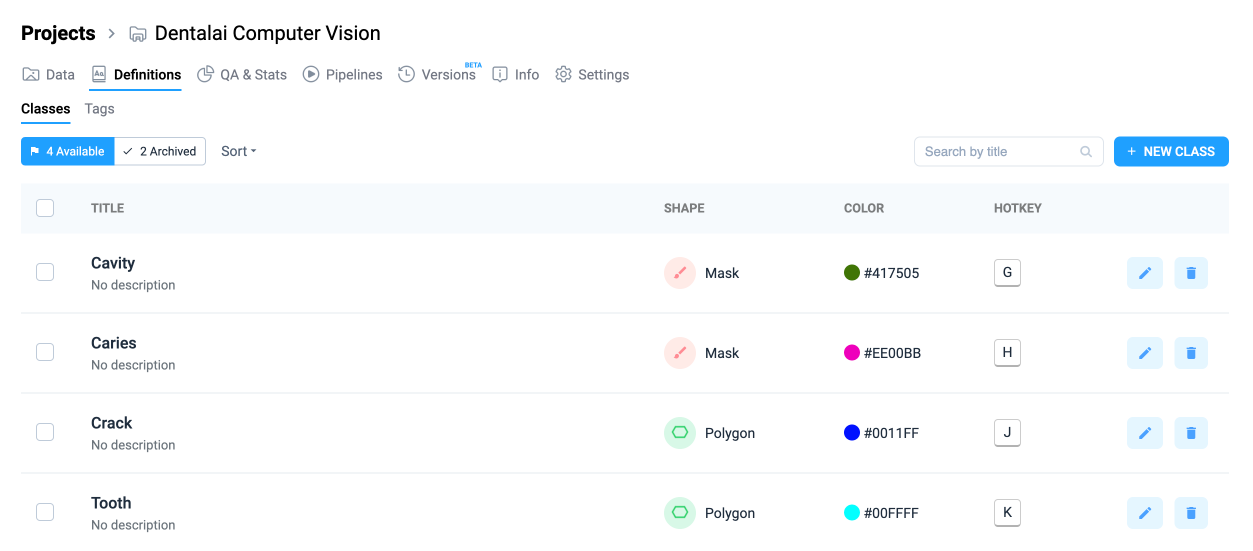 Projects > Dentalai Computer Vision
Data Definitions QA & Stats Pipelines Versions BETA Info Settings
Classes Tags
4 Available 2 Archived Sort Search by title + NEW CLASS
TITLE SHAPE COLOR HOTKEY
Cavity
No description
Mask #417505 G
Caries
No description
Mask #EE00BB H
Crack
No description
Polygon #0011FF J
Tooth
No description
Polygon #00FFFF K